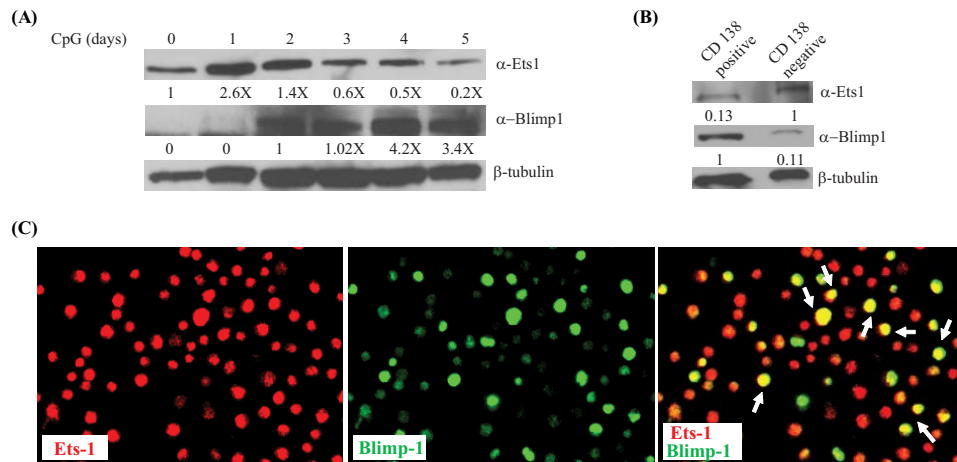 (A)
CpG (days) 0 1 2 3 4 5
α-Ets1
1 2.6X 1.4X 0.6X 0.5X 0.2X
α–Blimp1
0 0 1 1.02X 4.2X 3.4X
β-tubulin
(B)
CD 138 positive
CD 138 negative
α-Ets1
0.13 1
α–Blimp1
1 0.11
β-tubulin
(C)
Ets-1
Blimp-1
Ets-1
Blimp-1